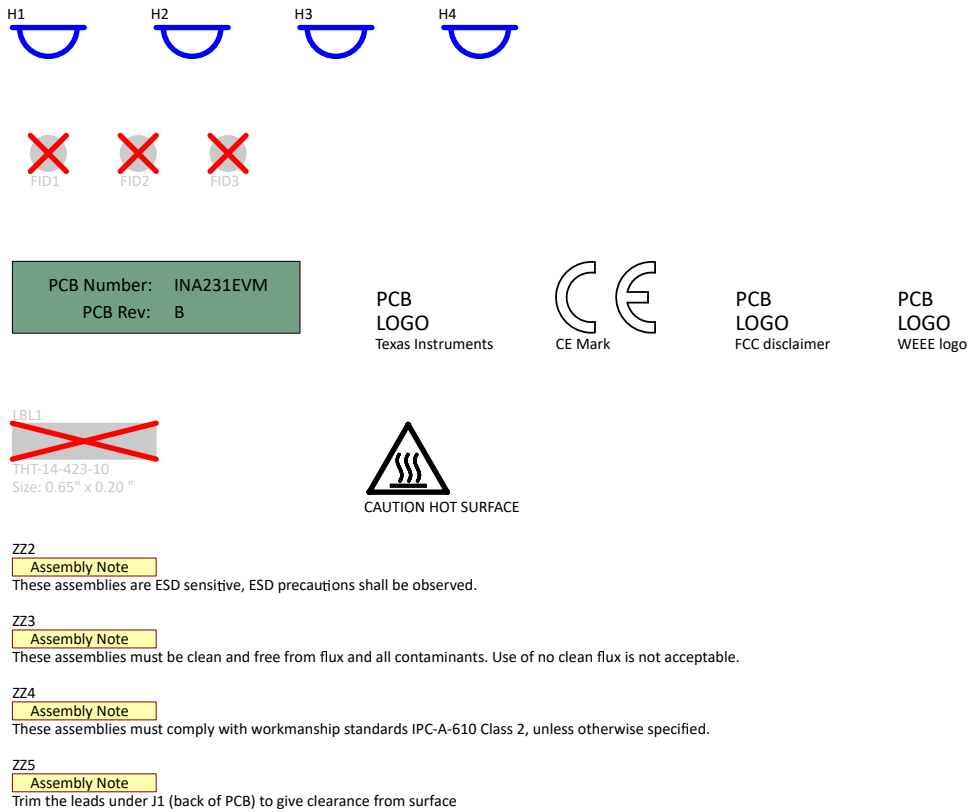 H1 H2 H3 H4
FID1 FID2 FID3
PCB Number: INA231EVM
PCB Rev: B
PCB
LOGO
Texas Instruments
CE Mark
PCB
LOGO
FCC disclaimer
PCB
LOGO
WEEE logo
LBL1
THT-14-423-10
Size: 0.65" x 0.20 "
CAUTION HOT SURFACE
ZZ2
Assembly Note
These assemblies are ESD sensitive, ESD precautions shall be observed.
ZZ3
Assembly Note
These assemblies must be clean and free from flux and all contaminants. Use of no clean flux is not acceptable.
ZZ4
Assembly Note
These assemblies must comply with workmanship standards IPC-A-610 Class 2, unless otherwise specified.
ZZ5
Assembly Note
Trim the leads under J1 (back of PCB) to give clearance from surface